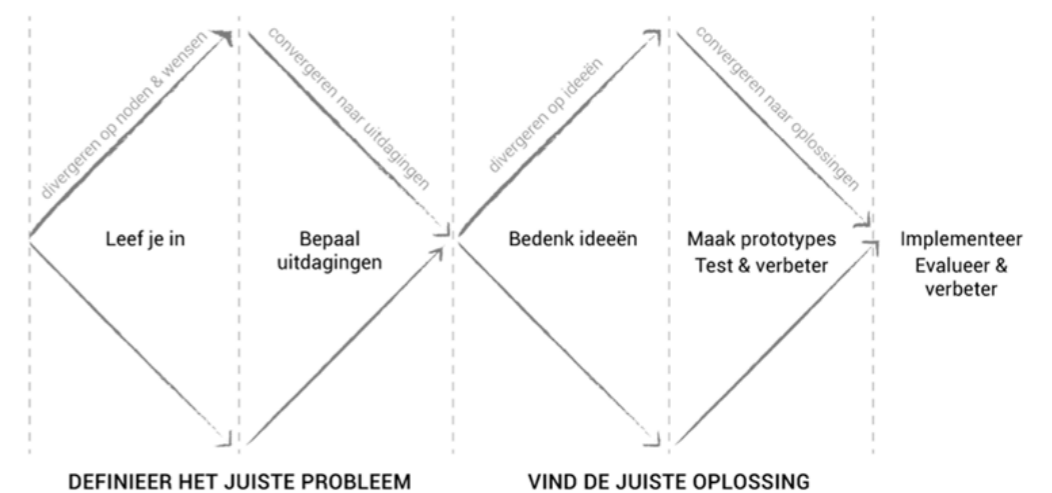 divergeren op noden & wensen
convergeren naar uitdagingen
divergeren op ideeën
convergeren naar oplossingen
Leef je in
Bepaal
uitdagingen
Bedenk ideeën
Maak prototypes
Test & verbeter
Implementeer
Evalueer &
verbeter
DEFINIEER HET JUISTE PROBLEEM
VIND DE JUISTE OPLOSSING